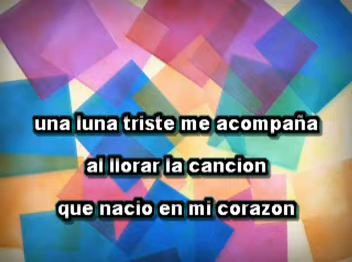 una luna triste me acompaña
al llorar la cancion
que nacio en mi corazon